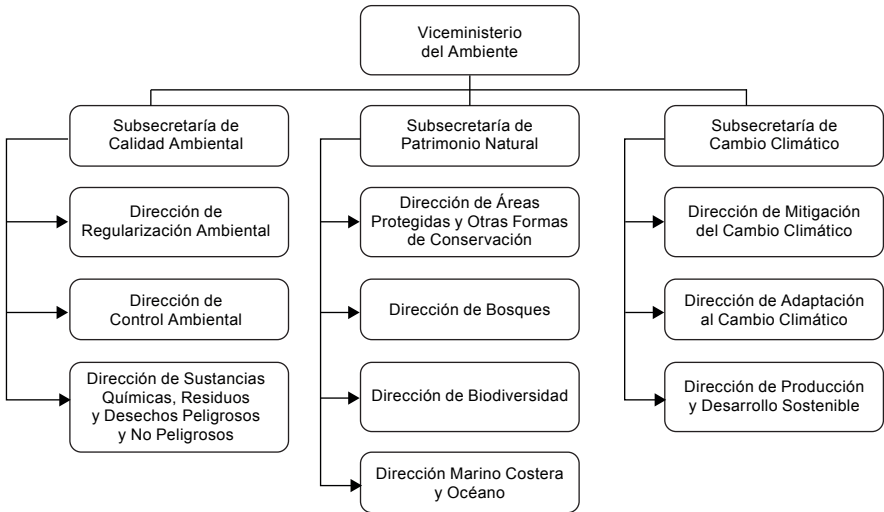 Viceministerio
del Ambiente
Subsecretaría de
Calidad Ambiental
Subsecretaría de
Patrimonio Natural
Subsecretaría de
Cambio Climático
Dirección de
Regularización Ambiental
Dirección de Áreas
Protegidas y Otras Formas
de Conservación
Dirección de Mitigación
del Cambio Climático
Dirección de
Control Ambiental
Dirección de Bosques
Dirección de Adaptación
al Cambio Climático
Dirección de Sustancias
Químicas, Residuos
y Desechos Peligrosos
y No Peligrosos
Dirección de Biodiversidad
Dirección de Producción
y Desarrollo Sostenible
Dirección Marino Costera
y Océano